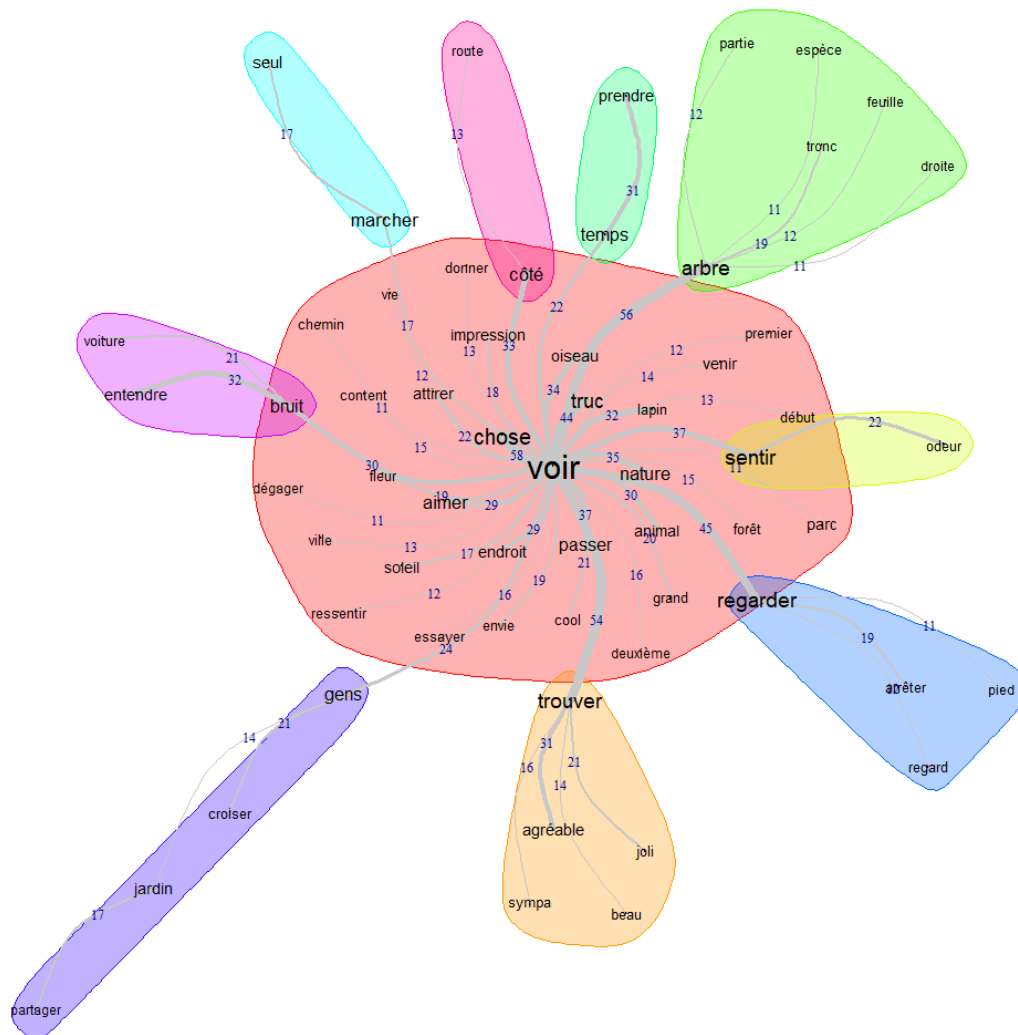 partie
espèce
route
seul
prendre
feuille
12
17
13
tronc
droite
31
11
marcher
temps
19
12
11
donner
côté
arbre
vie
22
56
chemin
17
impression
33
premier
voiture
13
oiseau
12
venir
21
entendre
32
12
14
content
attirer
18
34
truc
lapin
13
bruit
11
44
32
début
22
chose
22
37
odeur
15
58
voir
sentir
30
fleur
35
nature
11
15
dégager
19
aimer
29
30
parc
11
37
animal
45
forêt
ville
13
29
passer
20
soleil
17
endroit
21
16
ressentir
12
16
19
grand
regarder
essayer
envie
cool
54
11
24
deuxième
19
gens
trouver
arrêter
pied
21
14
31
16
21
regard
14
croiser
agréable
joli
jardin
sympa
beau
17
partager